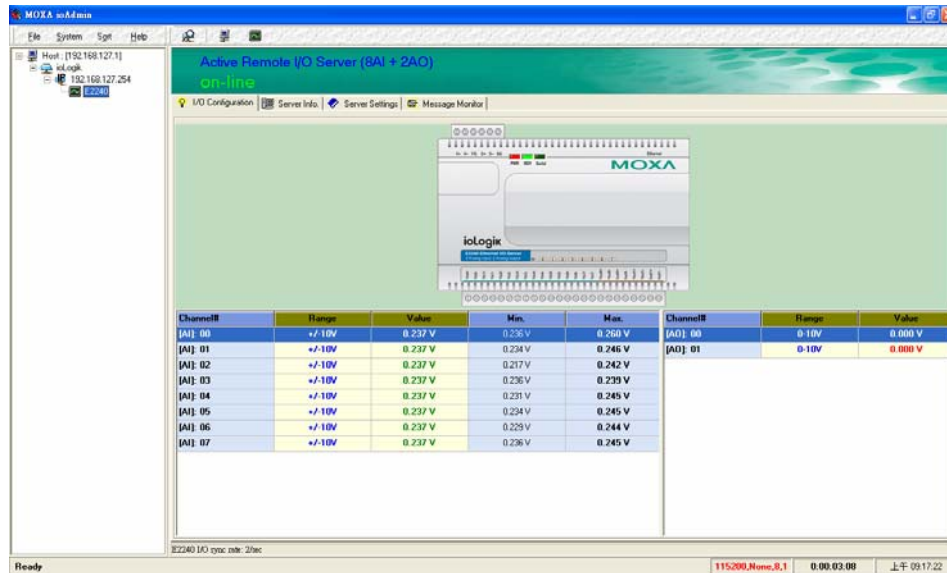 MOXA ioAdmin
File System Sort Help
Host : [192.168.127.1]
ioLogik
192.168.127.254
E2240
Active Remote I/O Server (8AI + 2AO)
on-line
I/O Configuration Server Info. Server Settings Message Monitor
MOXA
ioLogik
Channel# Range Value Min. Max.
[AI]: 00 +/-10V 0.237 V 0.236 V 0.260 V
[AI]: 01 +/-10V 0.237 V 0.234 V 0.246 V
[AI]: 02 +/-10V 0.237 V 0.217 V 0.242 V
[AI]: 03 +/-10V 0.237 V 0.236 V 0.239 V
[AI]: 04 +/-10V 0.237 V 0.231 V 0.245 V
[AI]: 05 +/-10V 0.237 V 0.234 V 0.245 V
[AI]: 06 +/-10V 0.237 V 0.229 V 0.244 V
[AI]: 07 +/-10V 0.237 V 0.236 V 0.245 V
Channel# Range Value
[AO]: 00 0-10V 0.000 V
[AO]: 01 0-10V 0.000 V
E2240 I/O sync rate: 2/sec
Ready 115200,None,8,1 0:00:03:08 上午 09:17:22